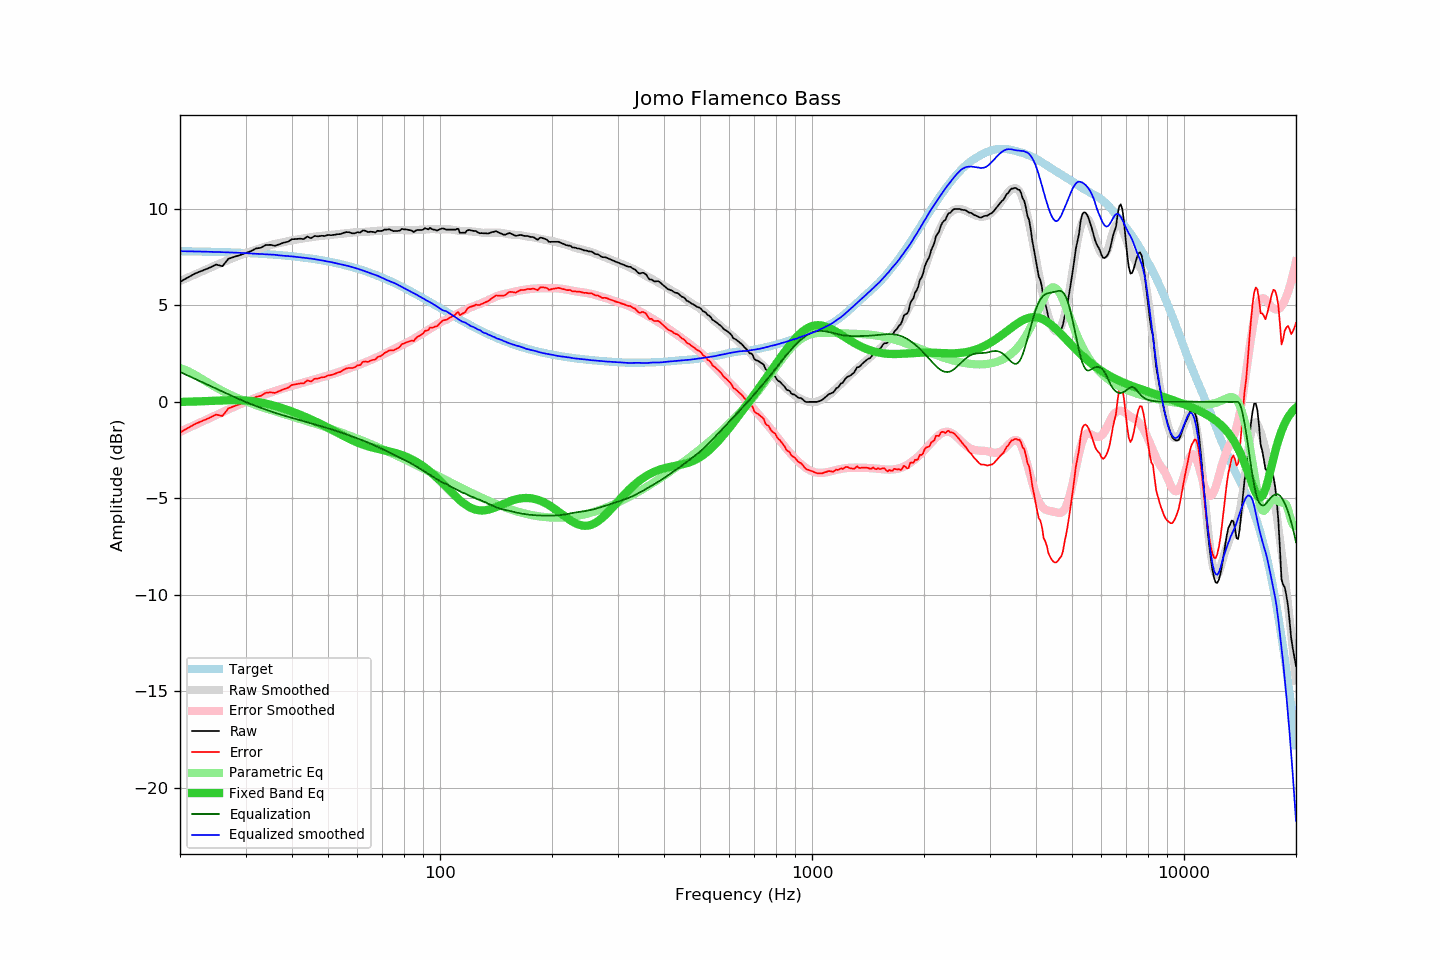 Jomo Flamenco Bass
Amplitude (dBr)
10
5
0
−5
−10
−15
−20
Target
Raw Smoothed
Error Smoothed
Raw
Error
Parametric Eq
Fixed Band Eq
Equalization
Equalized smoothed
100
1000
10000
Frequency (Hz)